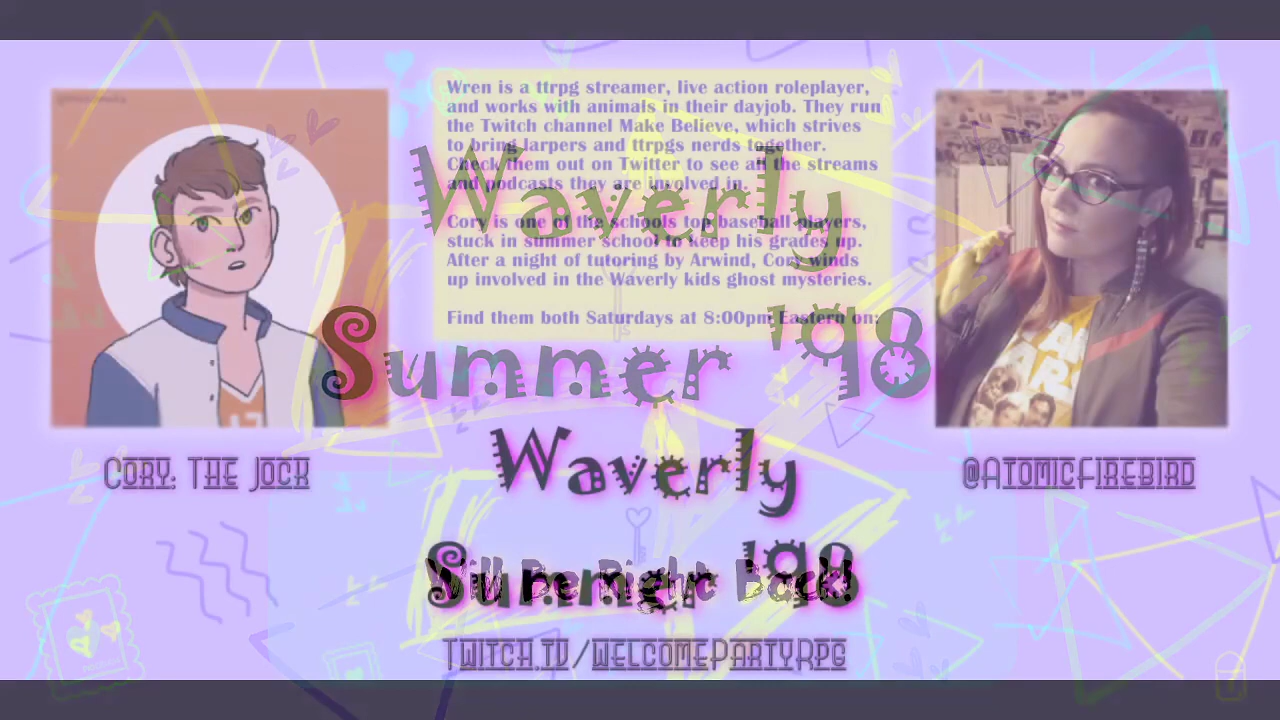 Wren is a ttrpg streamer, live action roleplayer,
and works with animals in their dayjob. They run
the Twitch channel Make Believe, which strives
to bring larpers and ttrpgs nerds together.
Check them out on Twitter to see all the streams
and podcasts they are involved in.
Cory is one of the schools top baseball players,
stuck in summer school to keep his grades up.
After a night of tutoring by Arwind, Cory winds
up involved in the Waverly kids ghost mysteries.
Find them both Saturdays at 8:00pm Eastern on:
Waverly
Summer '98
Cory: The Jock
@AtomicFirebird
Waverly
Summer '98
Will Be Right Back!
Twitch.tv/WelcomePartyRPG